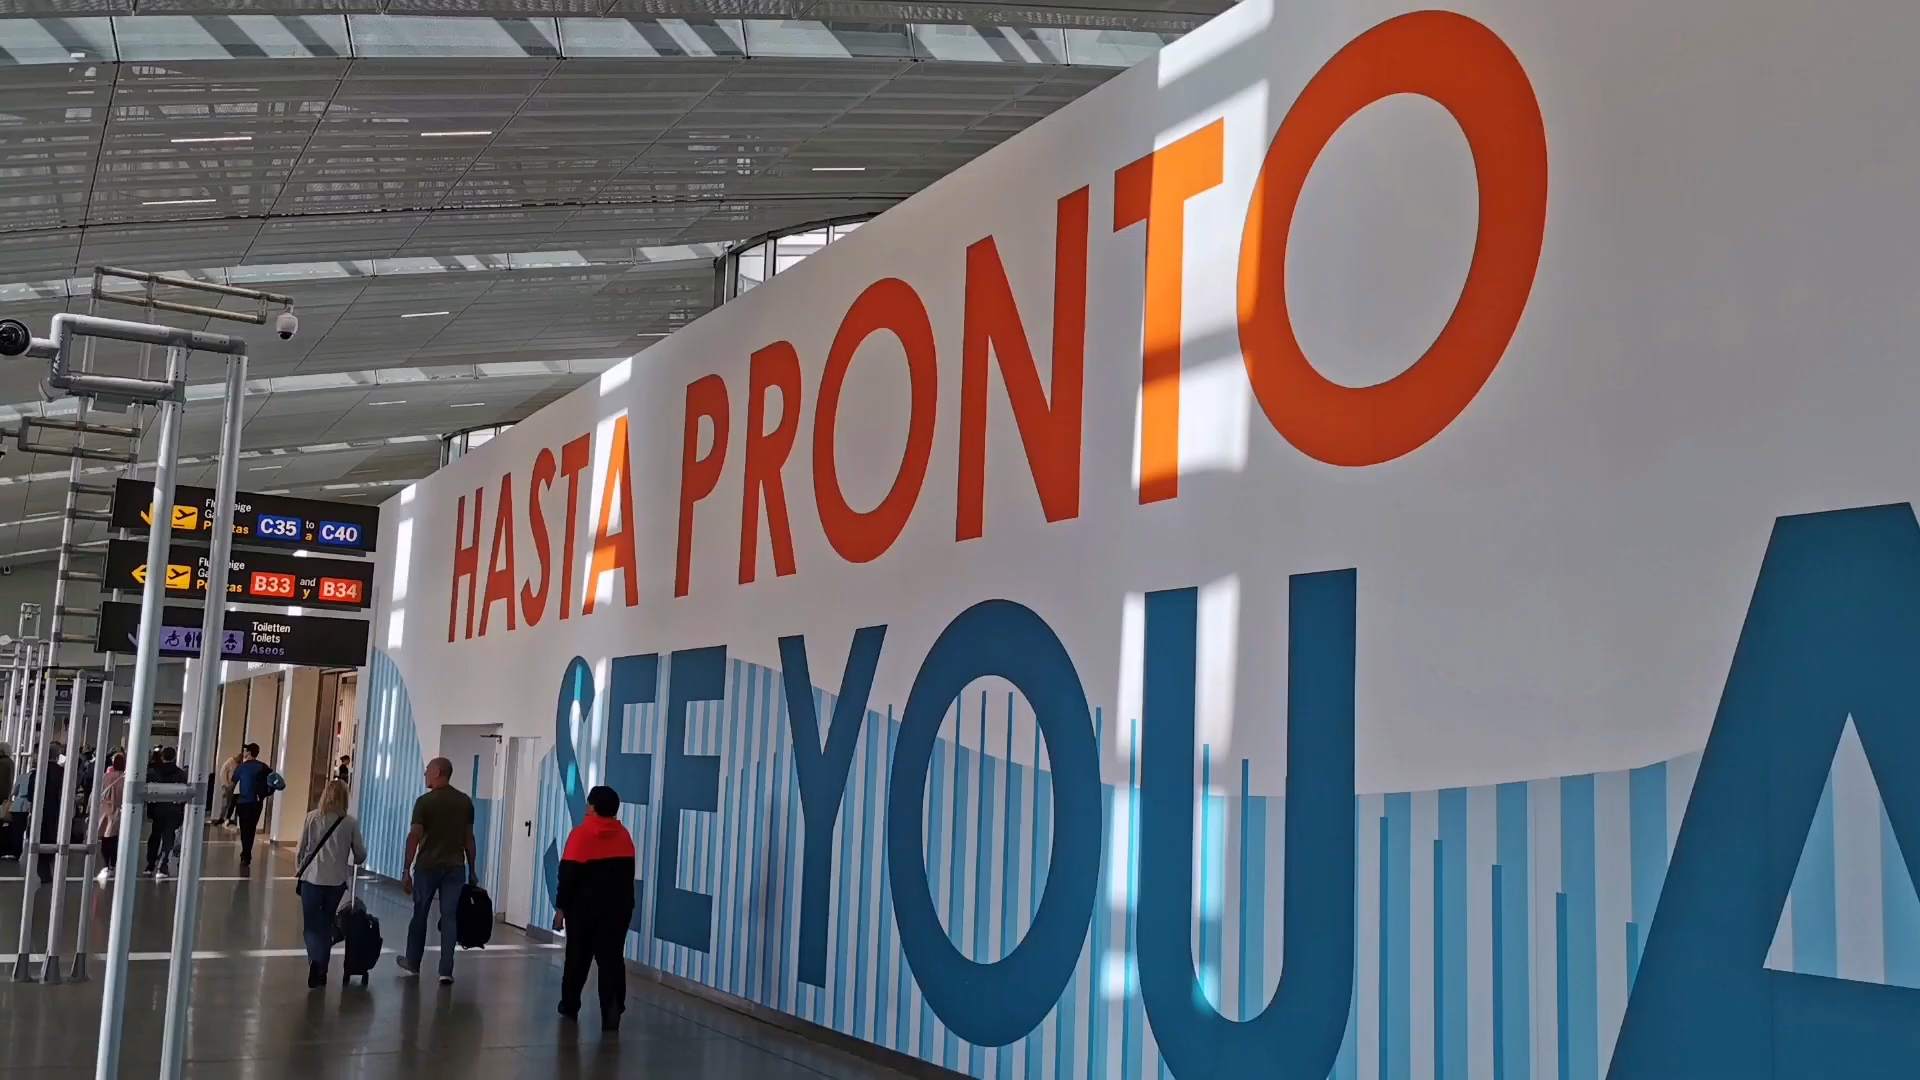 HASTA PRONTO
SEE YOU A
C35 to a C40
B33 and y B34
Toiletten
Toilets
Aseos